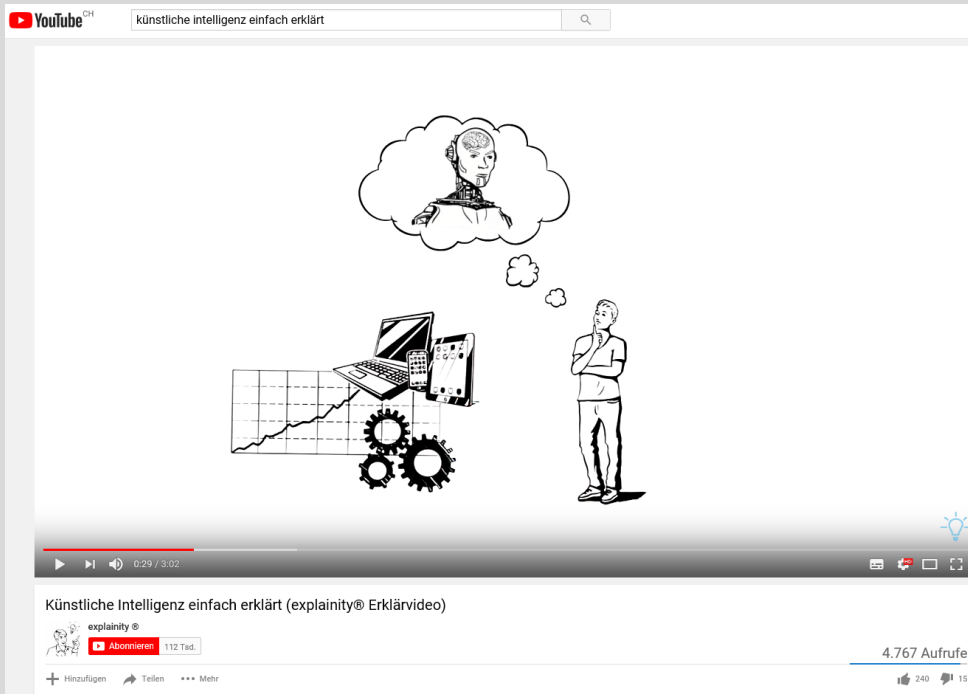 YouTube CH
künstliche intelligenz einfach erklärt
0:29 / 3:02
HD
Künstliche Intelligenz einfach erklärt (explainity® Erklärvideo)
explainity ®
Abonnieren 112 Tsd.
4.767 Aufrufe
Hinzufügen Teilen Mehr
240 15